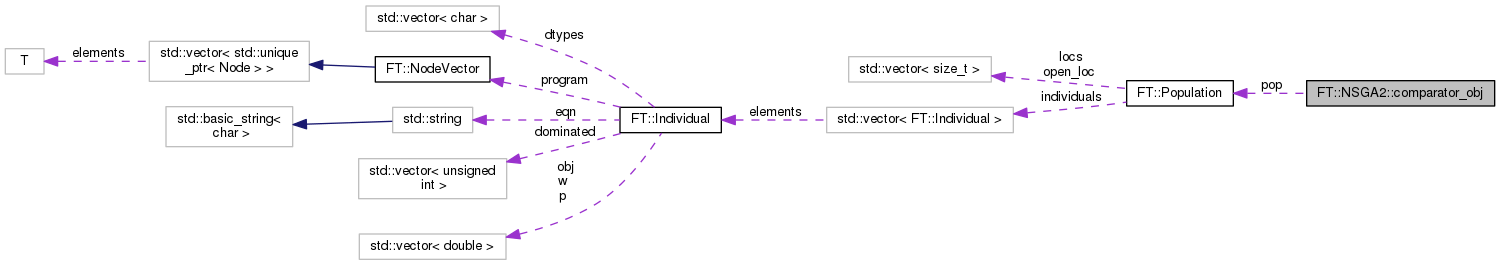 std::vector< char >
dtypes
T
elements
std::vector< std::unique
_ptr< Node > >
FT::NodeVector
program
std::basic_string<
char >
std::string
eqn
dominated
std::vector< unsigned
int >
obj
w
p
std::vector< double >
FT::Individual
elements
std::vector< size_t >
locs
open_loc
std::vector< FT::Individual >
individuals
FT::Population
pop
FT::NSGA2::comparator_obj